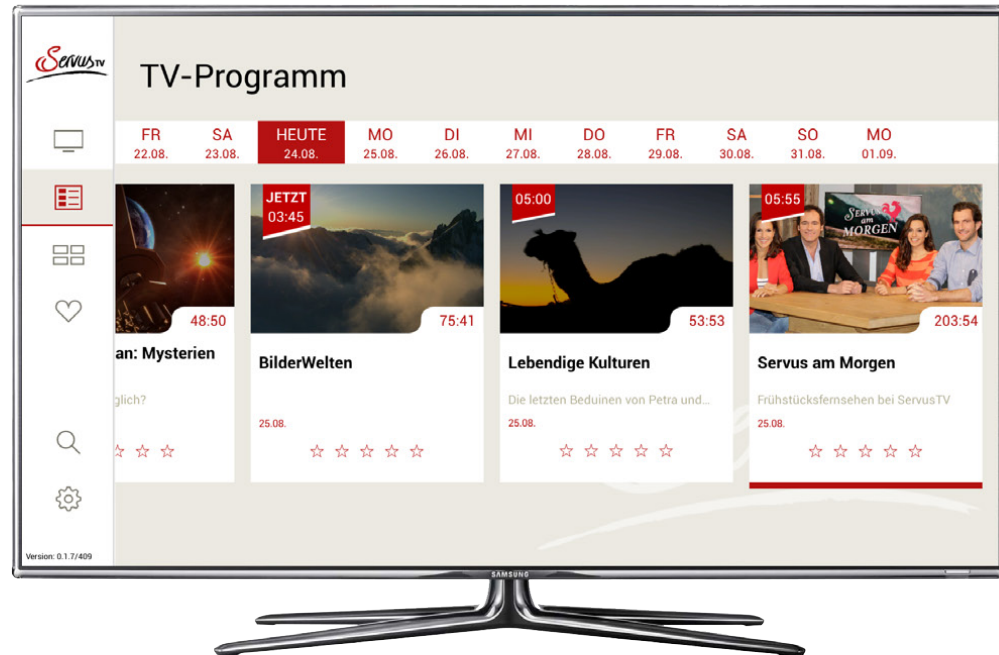 ServusTV
TV-Programm
FR SA HEUTE MO DI MI DO FR SA SO MO
22.08. 23.08. 24.08. 25.08. 26.08. 27.08. 28.08. 29.08. 30.08. 31.08. 01.09.
48:50
an: Mysterien
glich?
JETZT
03:45
75:41
BilderWelten
25.08.
05:00
53:53
Lebendige Kulturen
Die letzten Beduinen von Petra und...
25.08.
05:55
Servus
am
MORGEN
203:54
Servus am Morgen
Frühstücksfernsehen bei ServusTV
25.08.
Version: 0.1.7/409
SAMSUNG